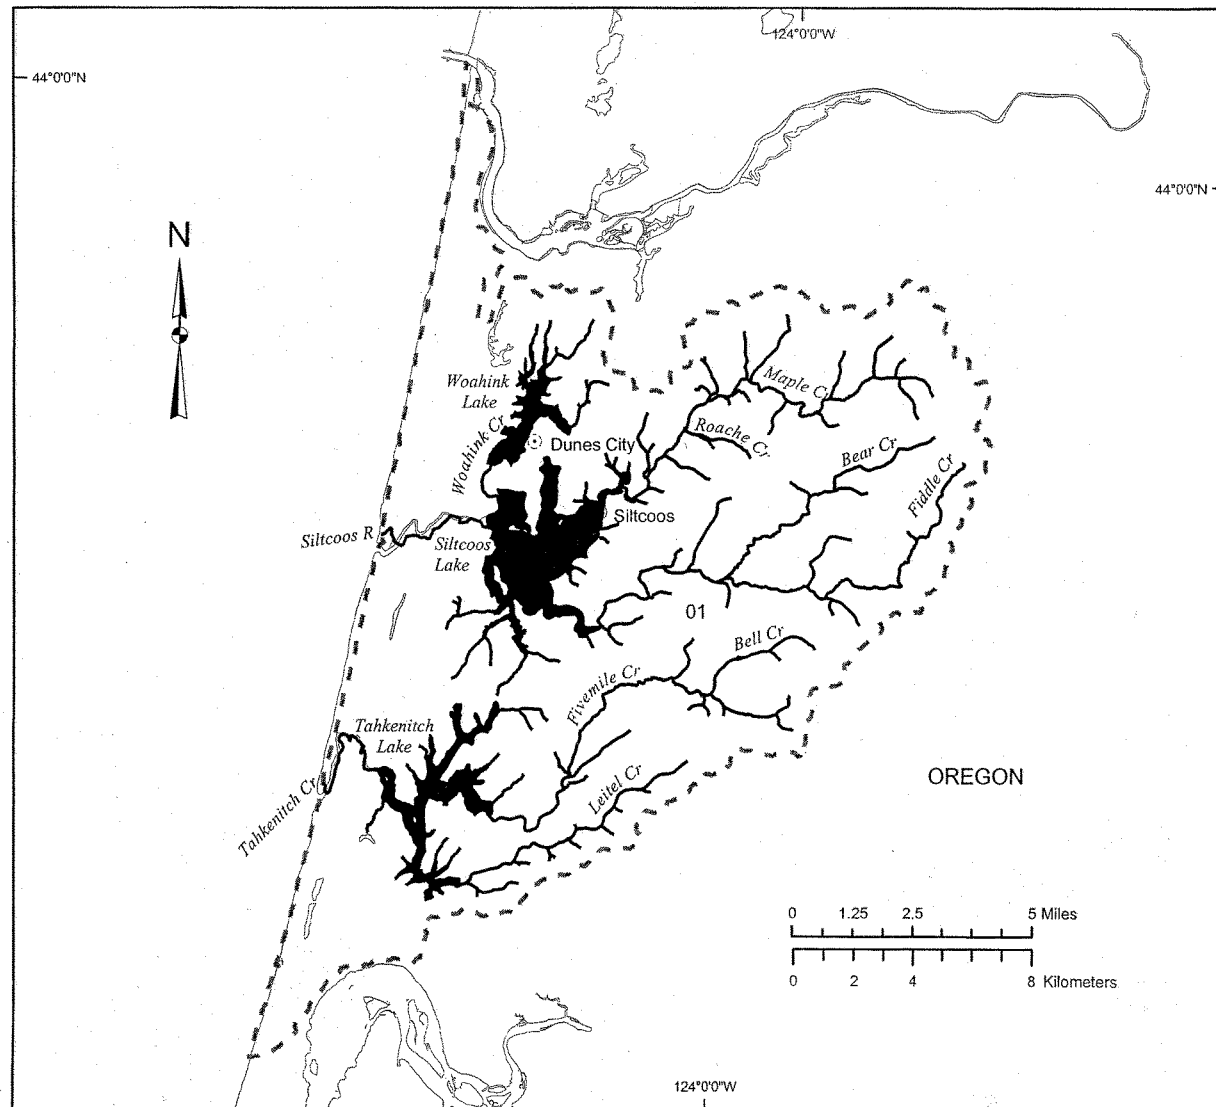 124°0'0"W
44°0'0"N
44°0'0"N
N
Woahink
Lake
Maple Cr
Woahink Cr
Dunes City
Roache Cr
Bear Cr
Fiddle Cr
Siltcoos
Siltcoos R
Siltcoos
Lake
01
Bell Cr
Fivemile Cr
Tahkenitch
Lake
Leitel Cr
Tahkenitch Cr
OREGON
0 1.25 2.5 5 Miles
0 2 4 8 Kilometers
124°0'0"W